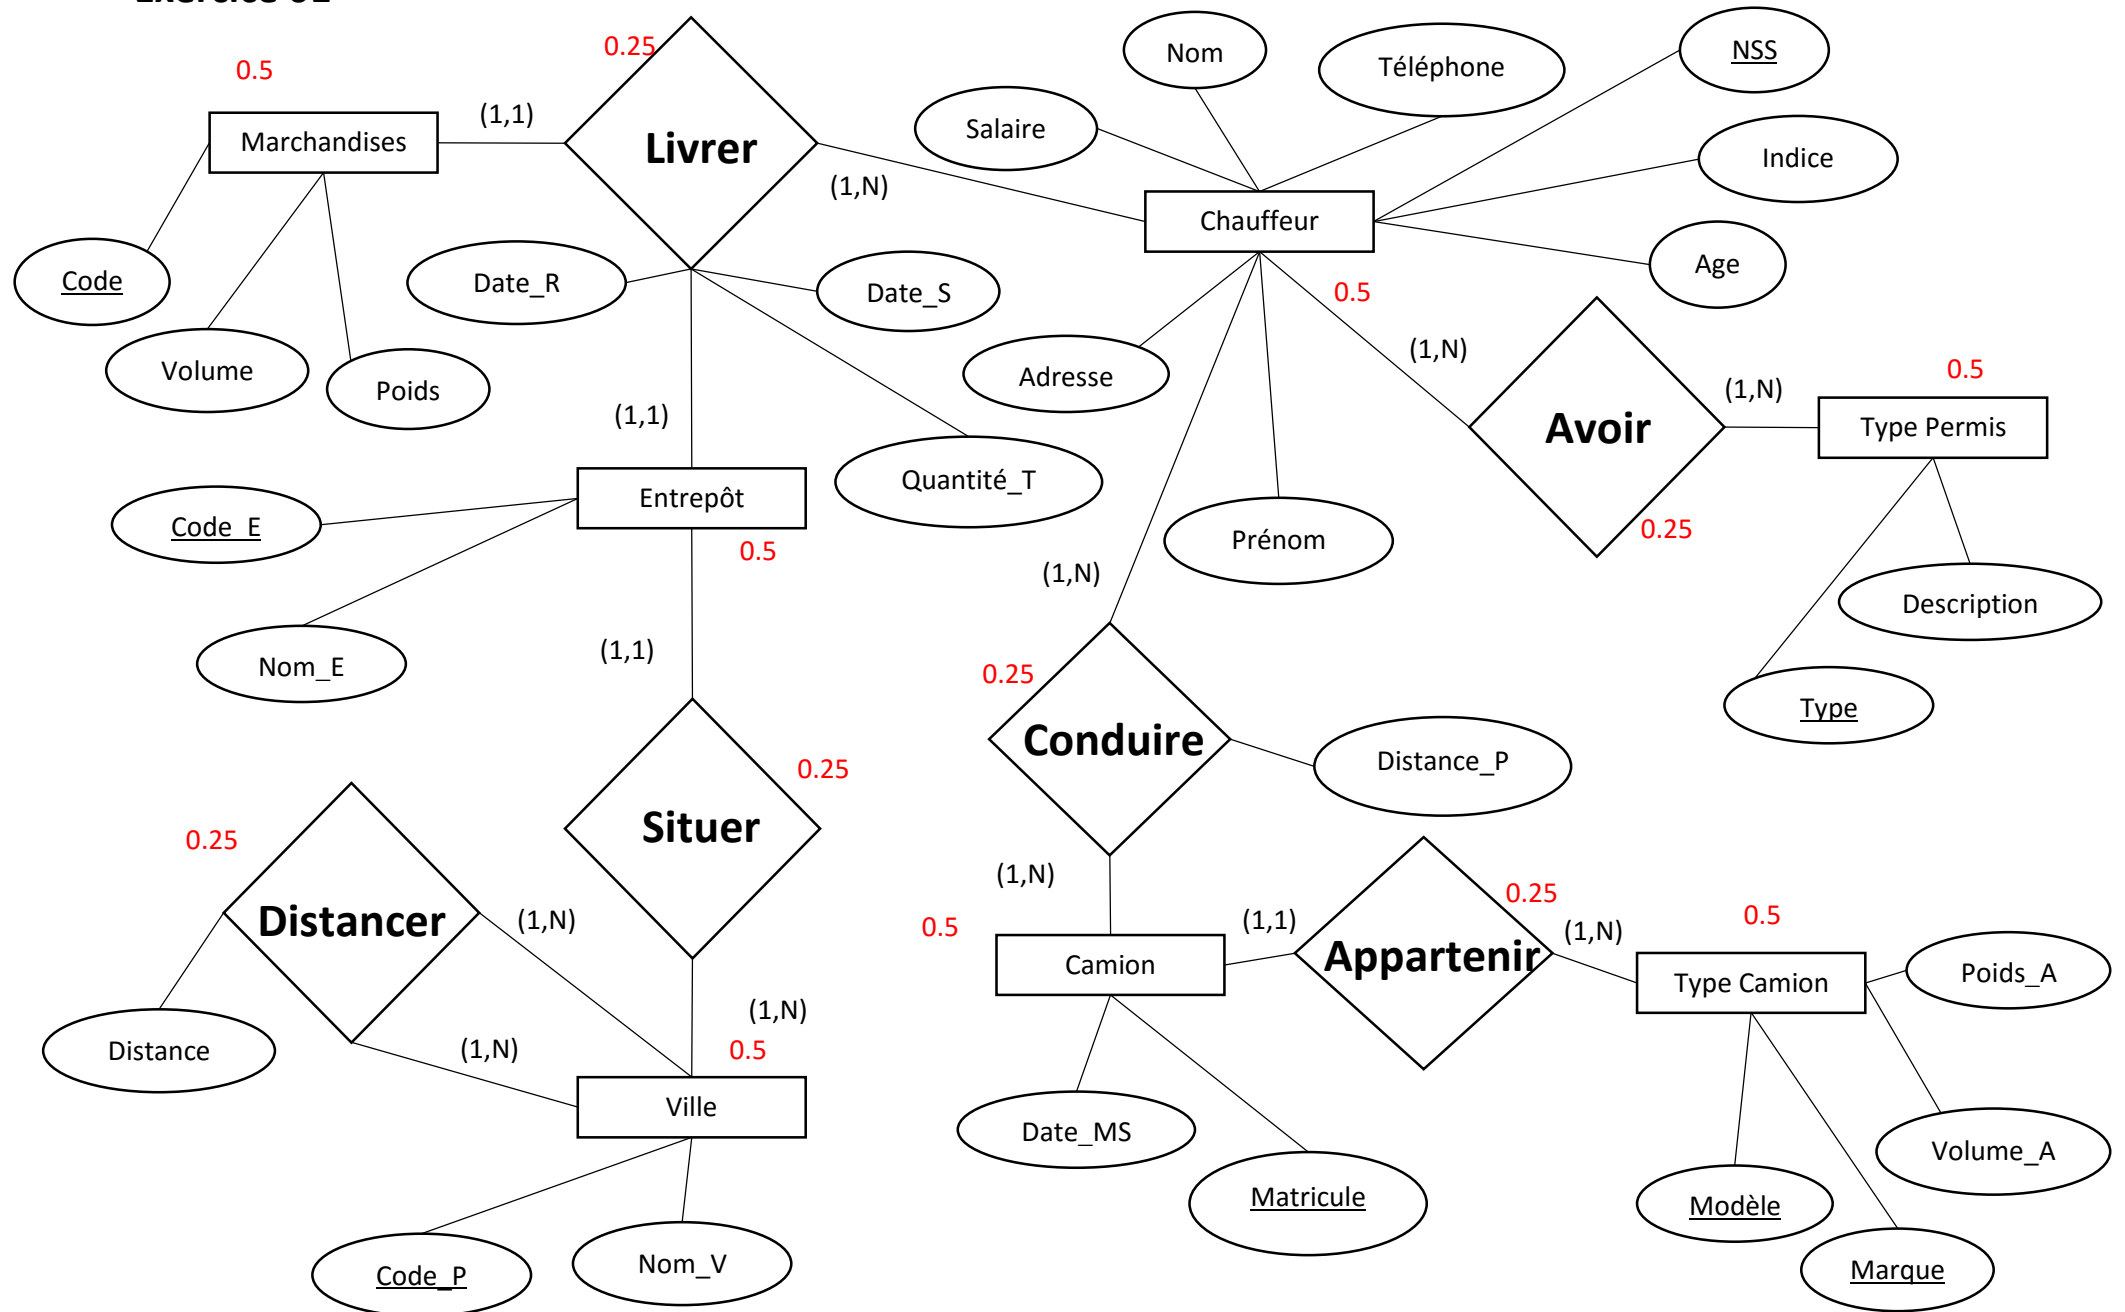 0.25
Nom
Téléphone
NSS
0.5
(1,1)
Salaire
Marchandises
Livrer
Indice
(1,N)
Chauffeur
Code
Date_R
Date_S
Age
0.5
Volume
Poids
Adresse
(1,N)
0.5
(1,N)
(1,1)
Avoir
Type Permis
Quantité_T
Entrepôt
Code_E
0.5
Prénom
0.25
(1,N)
Description
(1,1)
Nom_E
0.25
Type
Conduire
Distance_P
0.25
Situer
0.25
(1,N)
0.25
Distancer
(1,N)
0.5
(1,1)
(1,N)
0.5
Appartenir
Camion
Type Camion
Poids_A
(1,N)
Distance
(1,N)
0.5
Ville
Date_MS
Volume_A
Matricule
Modèle
Code_P
Nom_V
Marque